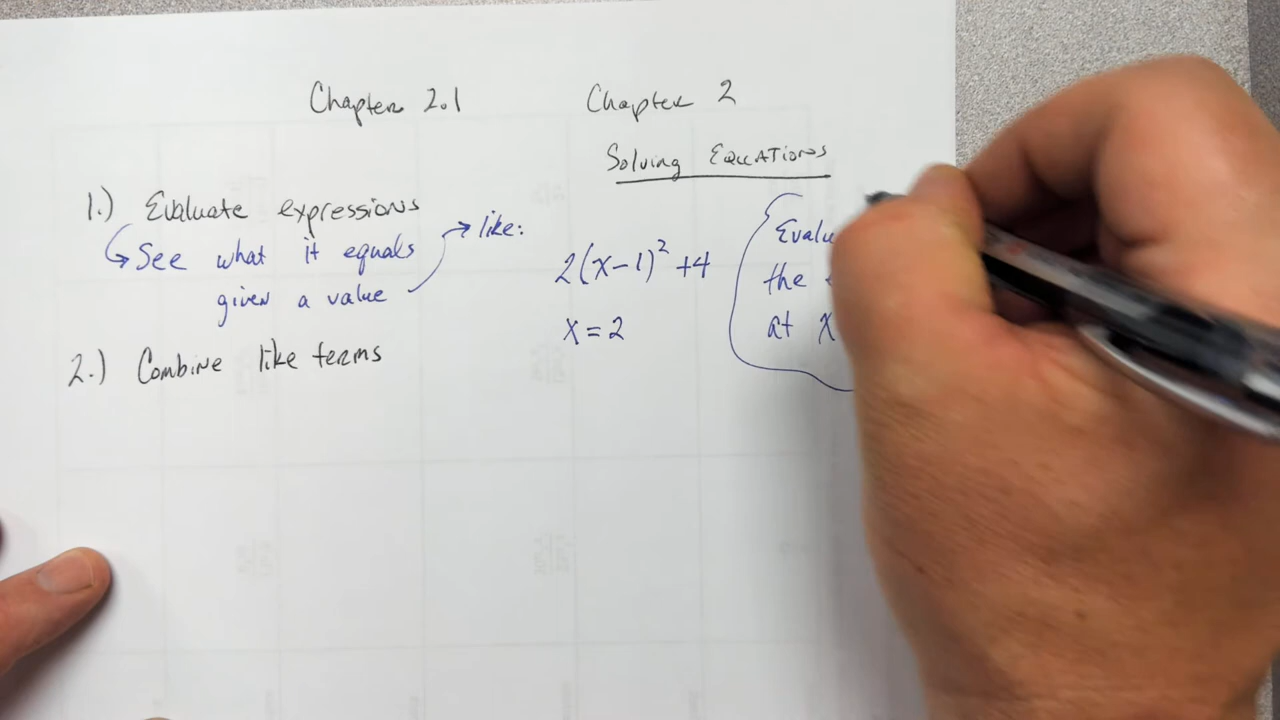 Chapter 2.1
Chapter 2
Solving Equations
1.) Evaluate expressions
See what it equals
given a value
like:
2(x-1)² +4
x = 2
the
at x
2.) Combine like terms